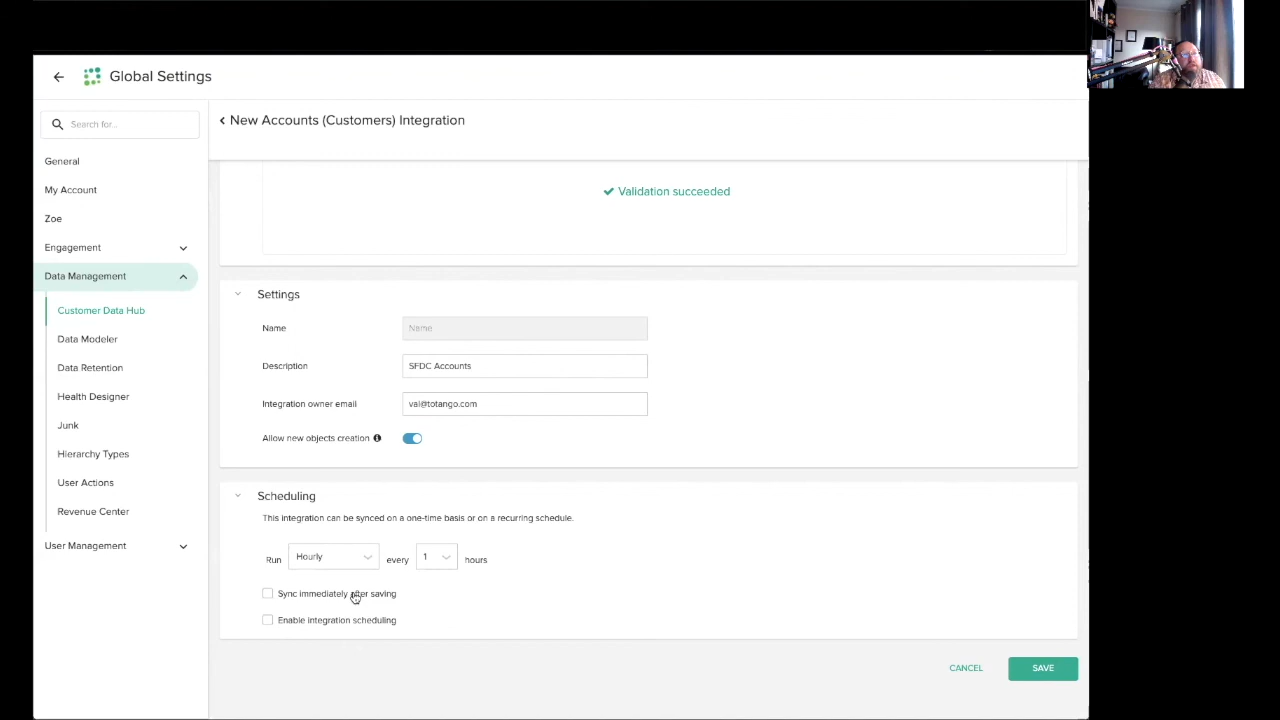 Global Settings
Search for...
General
My Account
Zoe
Engagement
Data Management
Customer Data Hub
Data Modeler
Data Retention
Health Designer
Junk
Hierarchy Types
User Actions
Revenue Center
User Management
New Accounts (Customers) Integration
Validation succeeded
Settings
Name Name
Description SFDC Accounts
Integration owner email val@totango.com
Allow new objects creation
Scheduling
This integration can be synced on a one-time basis or on a recurring schedule.
Run Hourly every 1 hours
Sync immediately after saving
Enable integration scheduling
CANCEL SAVE